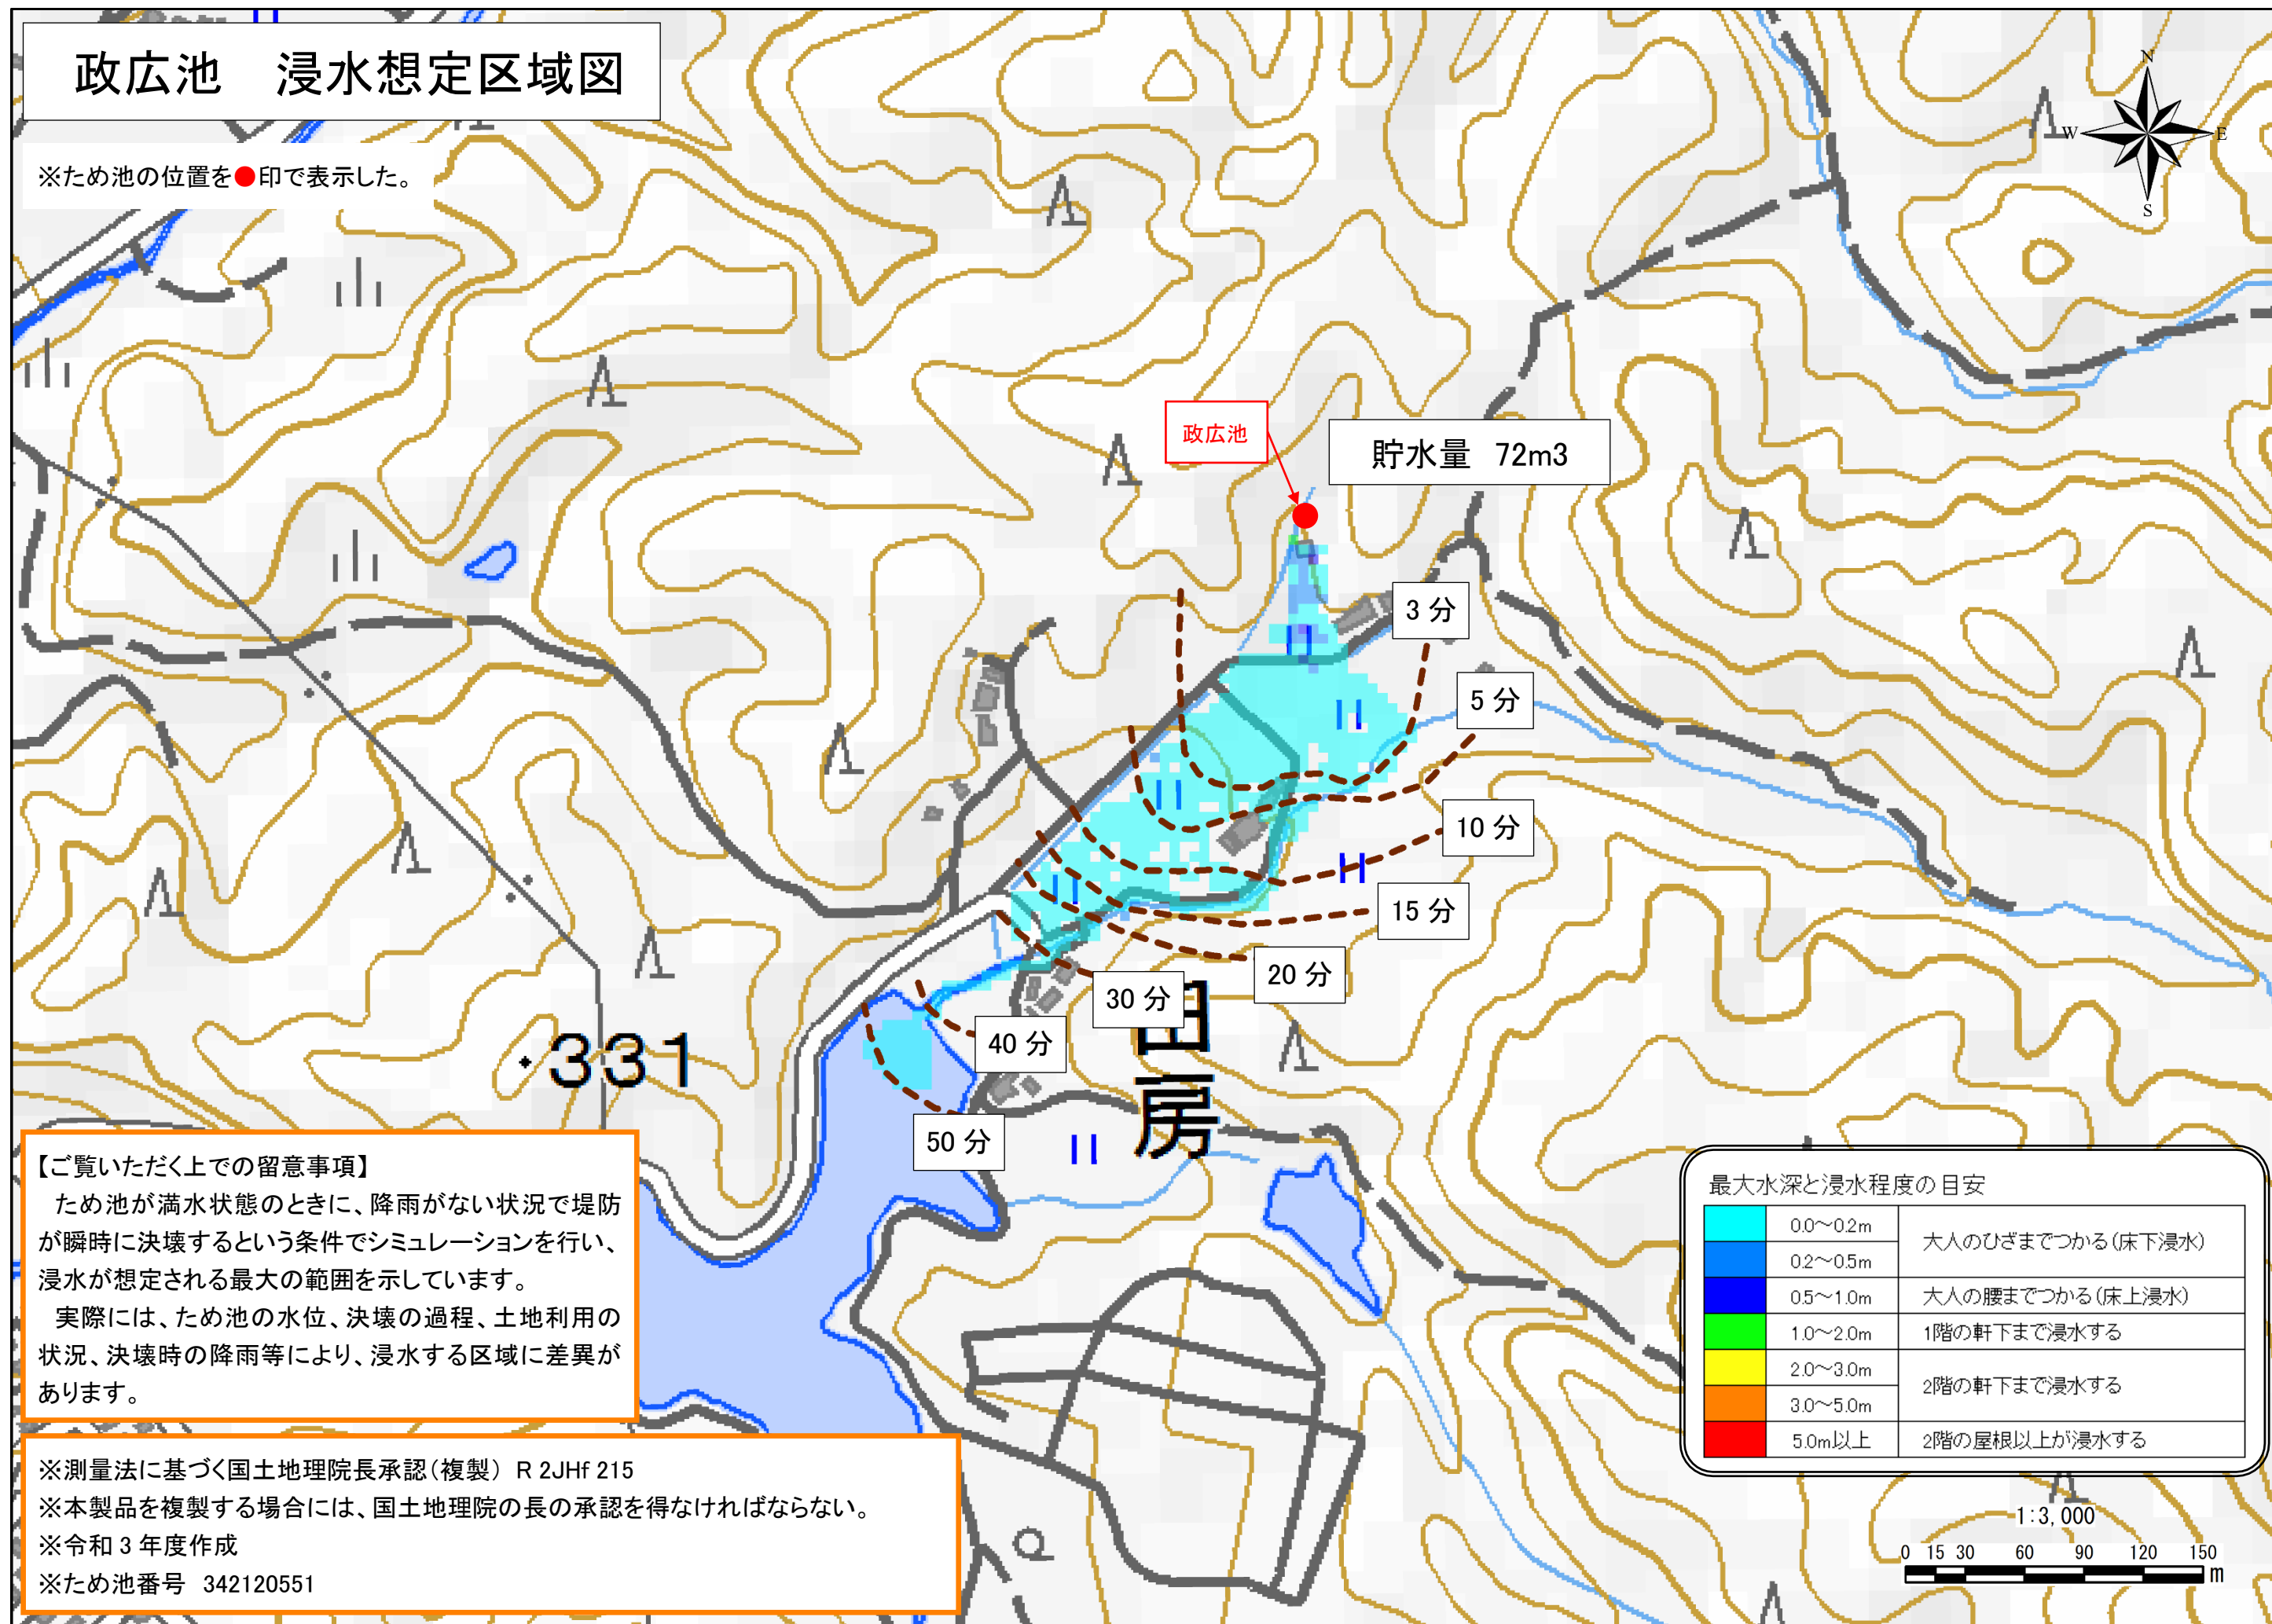 政広池　浸水想定区域図
※ため池の位置を●印で表示した。
N
W
E
S
政広池
貯水量 72m3
3 分
5 分
10 分
15 分
20 分
30 分
40 分
50 分
331
田房
【ご覧いただく上での留意事項】
ため池が満水状態のときに、降雨がない状況で堤防
が瞬時に決壊するという条件でシミュレーションを行い、
浸水が想定される最大の範囲を示しています。
実際には、ため池の水位、決壊の過程、土地利用の
状況、決壊時の降雨等により、浸水する区域に差異が
あります。
※測量法に基づく国土地理院長承認(複製) R 2JHf 215
※本製品を複製する場合には、国土地理院の長の承認を得なければならない。
※令和 3 年度作成
※ため池番号 342120551
最大水深と浸水程度の目安
0.0～0.2m
大人のひざまでつかる(床下浸水)
0.2～0.5m
0.5～1.0m 大人の腰までつかる(床上浸水)
1.0～2.0m 1階の軒下まで浸水する
2.0～3.0m
2階の軒下まで浸水する
3.0～5.0m
5.0m以上 2階の屋根以上が浸水する
1:3,000
0 15 30 60 90 120 150
m